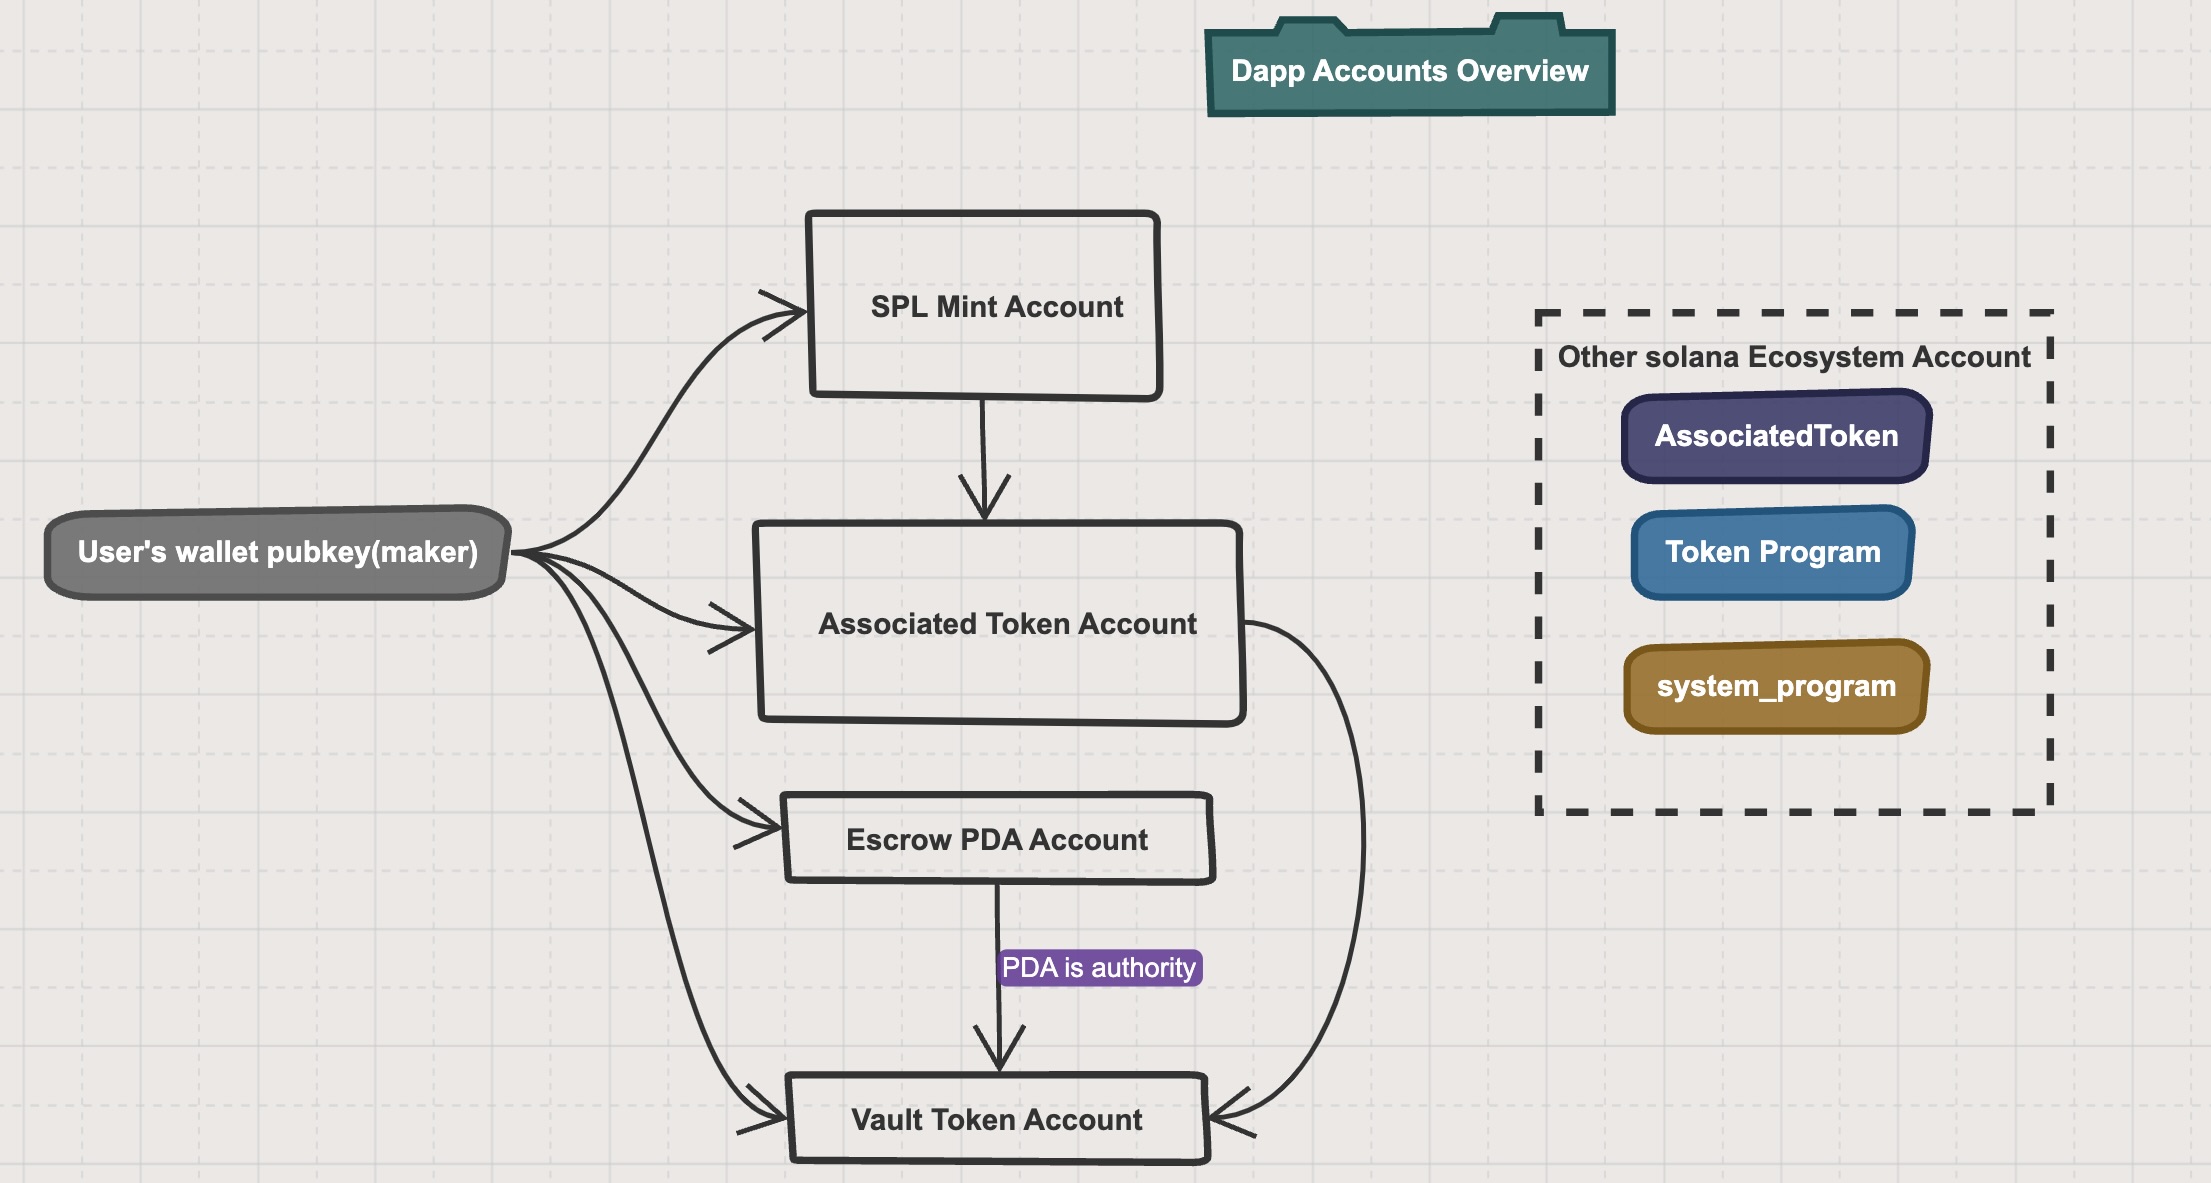 Dapp Accounts Overview
SPL Mint Account
Other solana Ecosystem Account
AssociatedToken
User's wallet pubkey(maker)
Token Program
Associated Token Account
system_program
Escrow PDA Account
PDA is authority
Vault Token Account